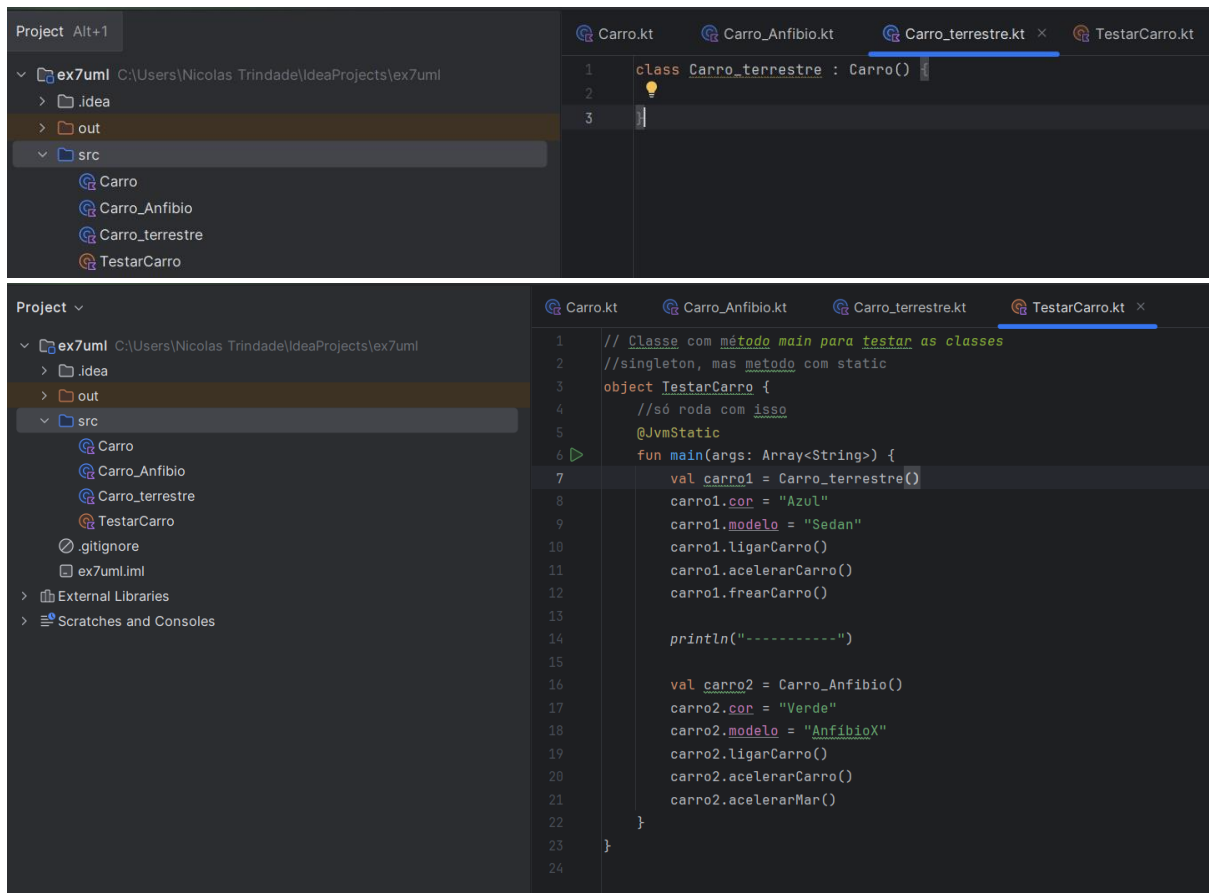 Project Alt+1
ex7uml C:\Users\Nicolas Trindade\IdeaProjects\ex7uml
.idea
out
src
Carro
Carro_Anfibio
Carro_terrestre
TestarCarro
Carro.kt Carro_Anfibio.kt Carro_terrestre.kt × TestarCarro.kt
1 class Carro_terrestre : Carro() {
2
3 }
Project
ex7uml C:\Users\Nicolas Trindade\IdeaProjects\ex7uml
.idea
out
src
Carro
Carro_Anfibio
Carro_terrestre
TestarCarro
.gitignore
ex7uml.iml
External Libraries
Scratches and Consoles
Carro.kt Carro_Anfibio.kt Carro_terrestre.kt TestarCarro.kt ×
1 // Classe com método main para testar as classes
2 //singleton, mas metodo com static
3 object TestarCarro {
4 //só roda com isso
5 @JvmStatic
6 fun main(args: Array<String>) {
7 val carro1 = Carro_terrestre()
8 carro1.cor = "Azul"
9 carro1.modelo = "Sedan"
10 carro1.ligarCarro()
11 carro1.acelerarCarro()
12 carro1.frearCarro()
13
14 println("-----------")
15
16 val carro2 = Carro_Anfibio()
17 carro2.cor = "Verde"
18 carro2.modelo = "AnfíbioX"
19 carro2.ligarCarro()
20 carro2.acelerarCarro()
21 carro2.acelerarMar()
22 }
23 }
24